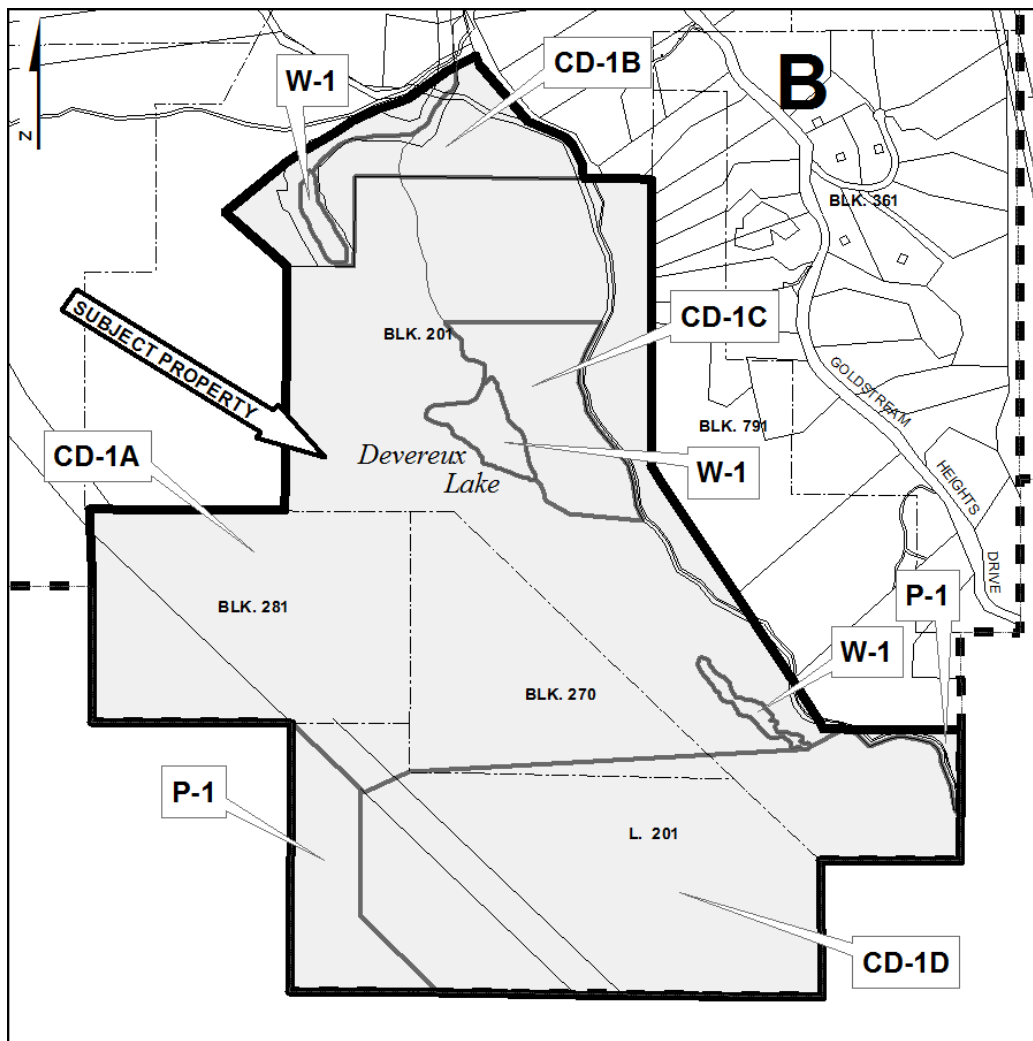 CD-1B
W-1
B
N
BLK. 361
SUBJECT PROPERTY
CD-1C
BLK. 201
GOLDSTREAM
HEIGHTS
DRIVE
BLK. 791
CD-1A
Devereux
Lake
W-1
P-1
BLK. 281
W-1
BLK. 270
P-1
L. 201
CD-1D